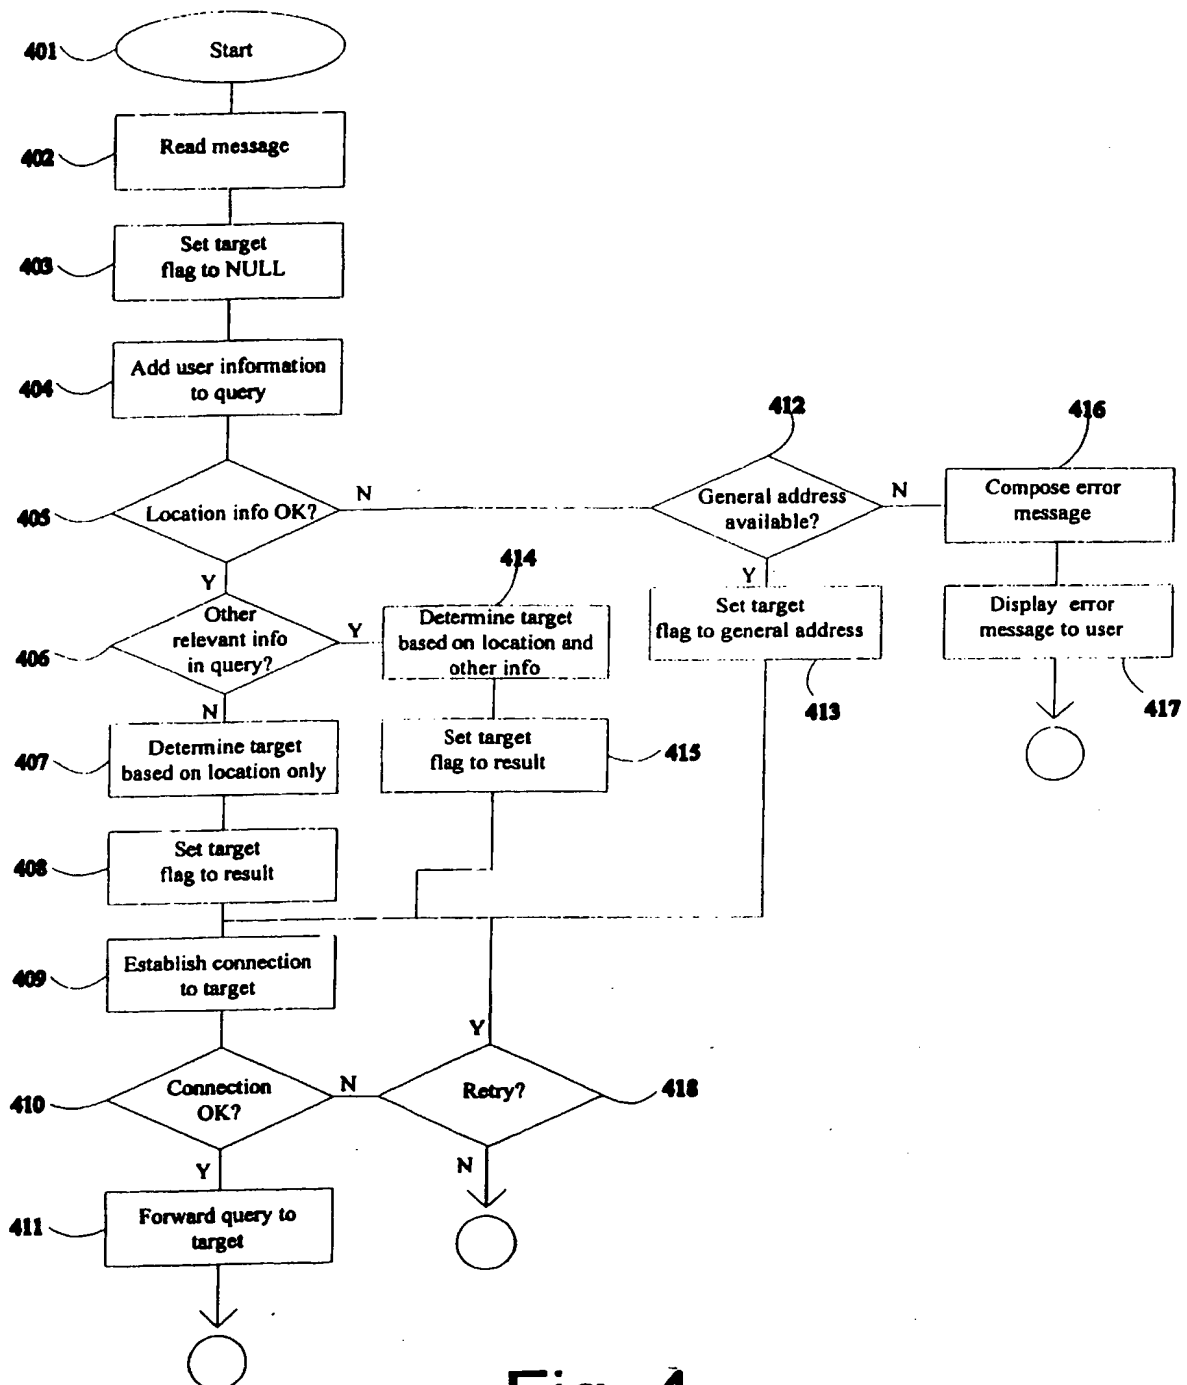 401
Start
402
Read message
403
Set target
flag to NULL
404
Add user information
to query
405
Location info OK?
N
Y
412
General address
available?
N
Y
416
Compose error
message
Display error
message to user
417
Set target
flag to general address
413
406
Other
relevant info
in query?
Y
N
414
Determine target
based on location and
other info
Set target
flag to result
415
407
Determine target
based on location only
408
Set target
flag to result
409
Establish connection
to target
410
Connection
OK?
N
Y
Retry?
418
Y
N
411
Forward query to
target
Fig. 4